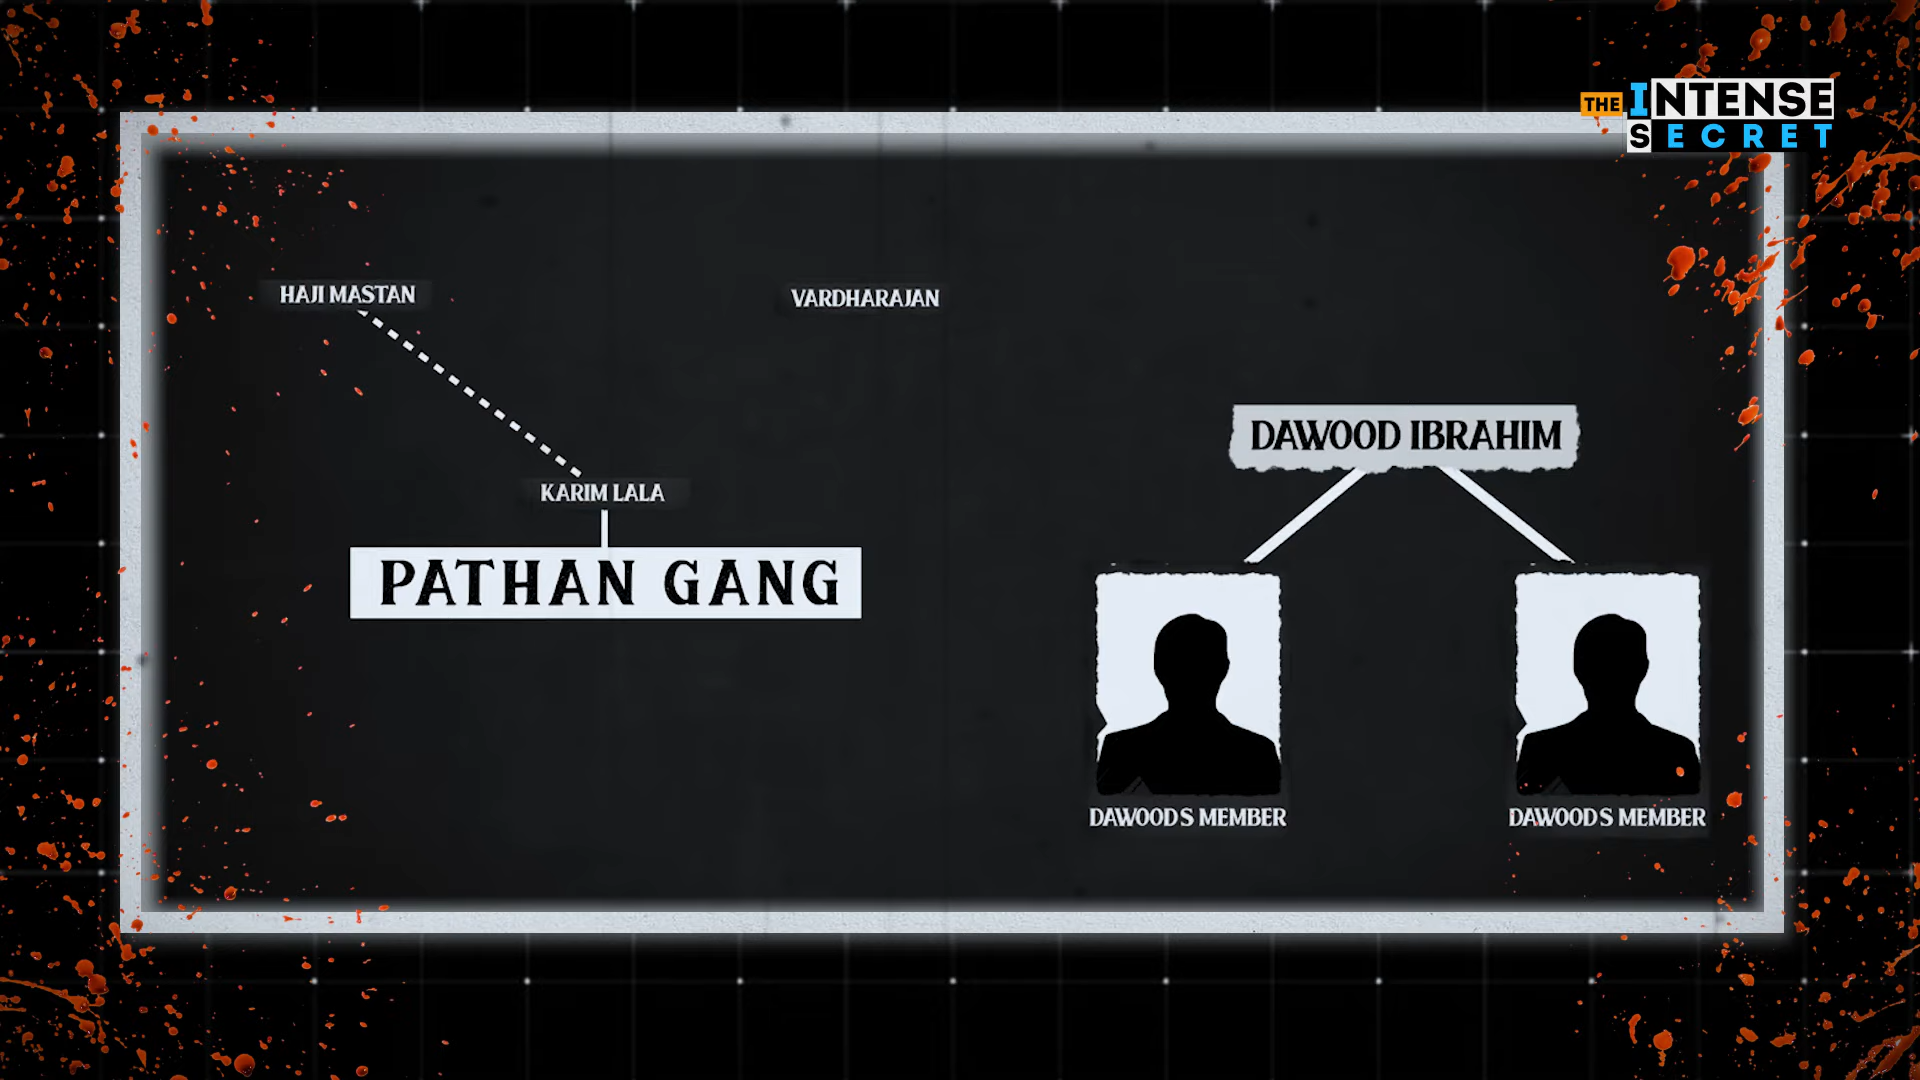 THE INTENSE
SECRET
HAJI MASTAN
VARDHARAJAN
DAWOOD IBRAHIM
KARIM LALA
PATHAN GANG
DAWOODS MEMBER
DAWOODS MEMBER